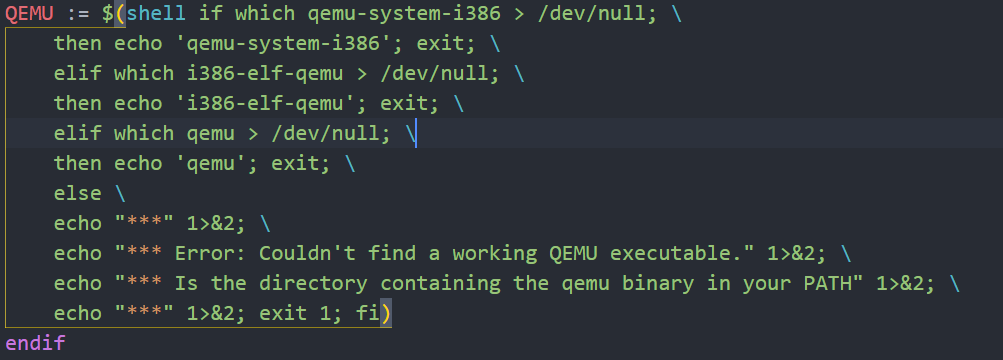 QEMU := $(shell if which qemu-system-i386 > /dev/null; \
then echo 'qemu-system-i386'; exit; \
elif which i386-elf-qemu > /dev/null; \
then echo 'i386-elf-qemu'; exit; \
elif which qemu > /dev/null; \
then echo 'qemu'; exit; \
else \
echo "***" 1>&2; \
echo "*** Error: Couldn't find a working QEMU executable." 1>&2; \
echo "*** Is the directory containing the qemu binary in your PATH" 1>&2; \
echo "***" 1>&2; exit 1; fi)
endif